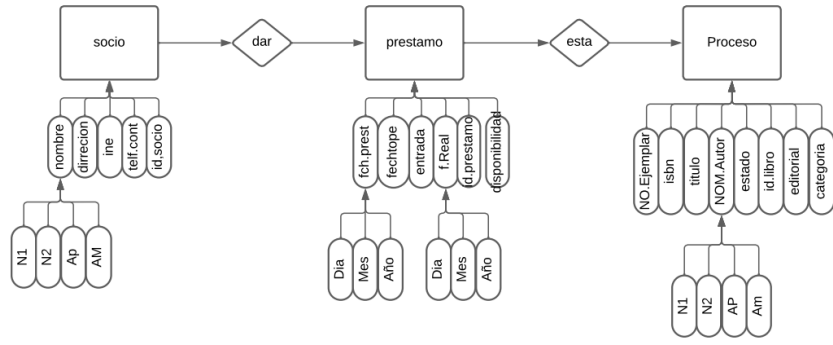 socio
dar
prestamo
esta
Proceso
nombre
dirrecion
ine
telf.cont
id,socio
fch.prest
fechtope
entrada
f.Real
id.prestamo
disponibilidad
NO.Ejemplar
isbn
titulo
NOM.Autor
estado
id.libro
editorial
categoria
N1
N2
Ap
AM
Dia
Mes
Año
Dia
Mes
Año
N1
N2
AP
Am